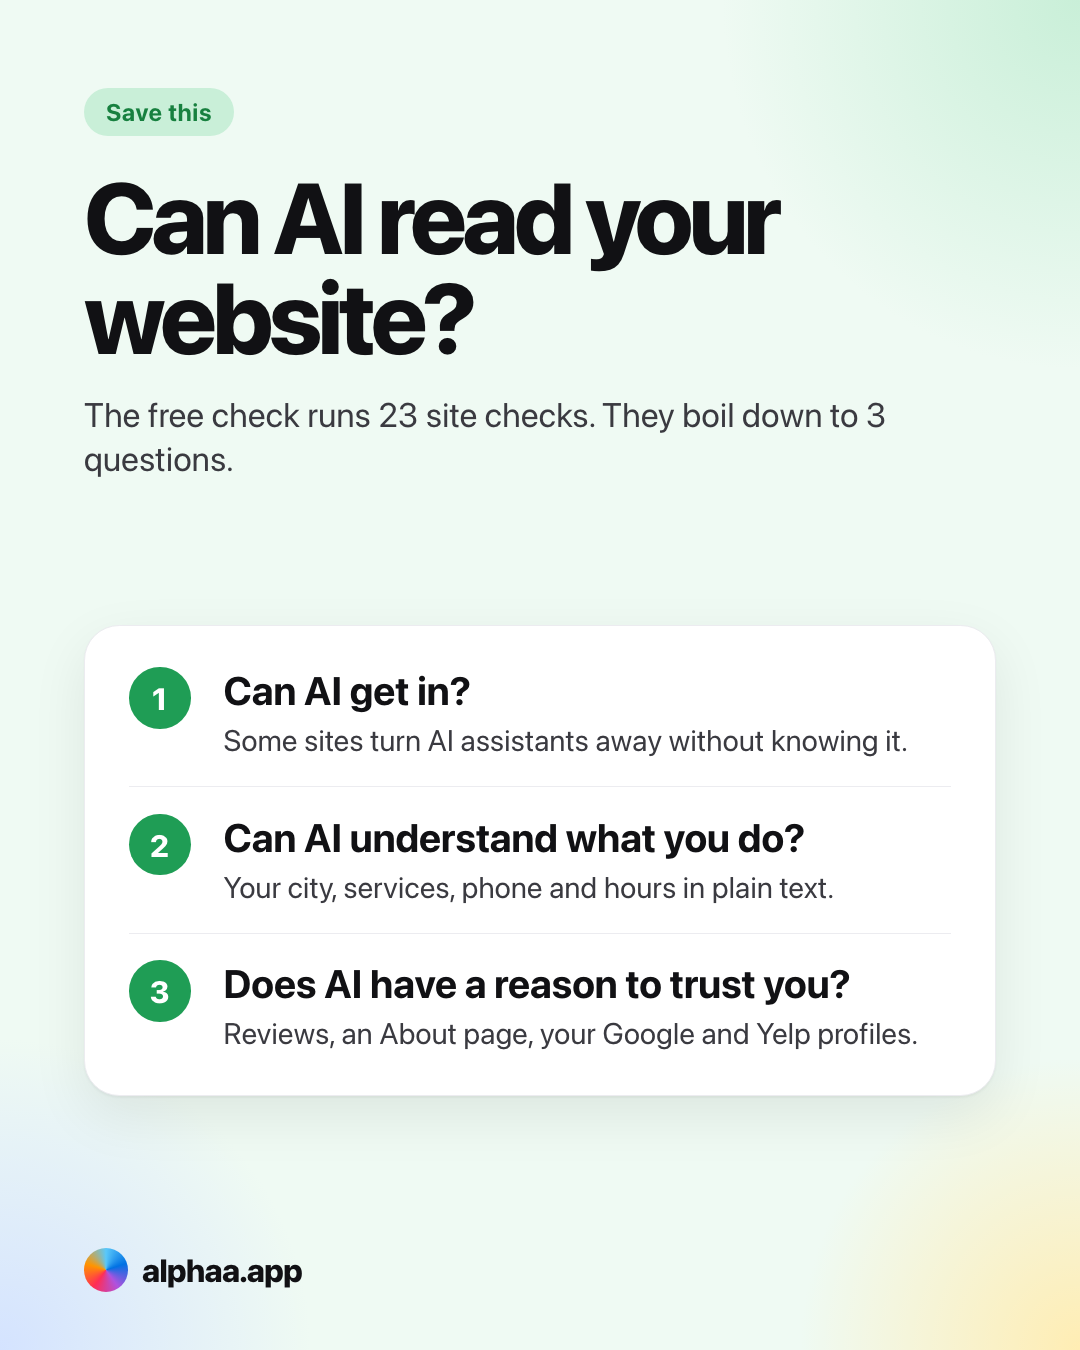 Save this
Can AI read your
website?
The free check runs 23 site checks. They boil down to 3
questions.
1
Can AI get in?
Some sites turn AI assistants away without knowing it.
2
Can AI understand what you do?
Your city, services, phone and hours in plain text.
3
Does AI have a reason to trust you?
Reviews, an About page, your Google and Yelp profiles.
alphaa.app